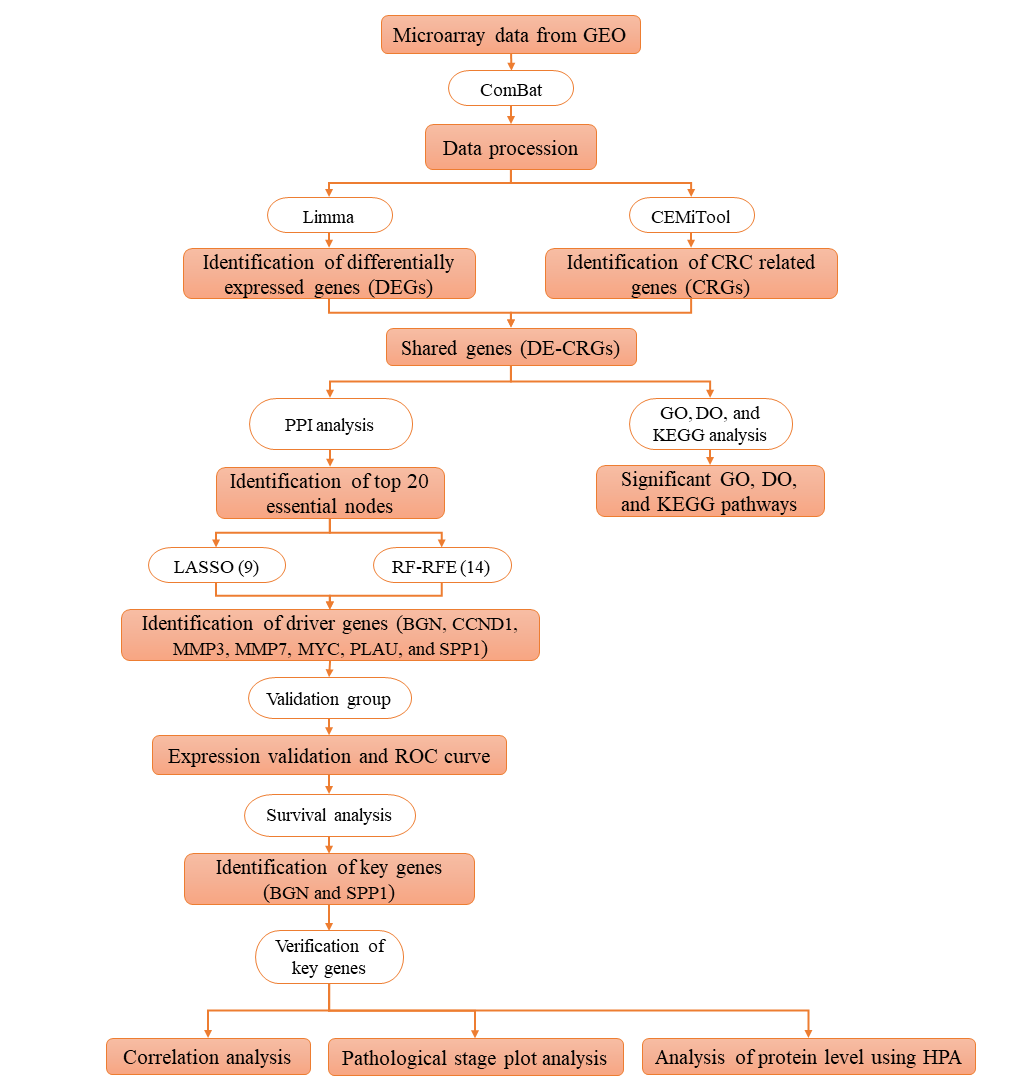 Microarray data from GEO
ComBat
Data procession
Limma
CEMiTool
Identification of differentially
expressed genes (DEGs)
Identification of CRC related
genes (CRGs)
Shared genes (DE-CRGs)
PPI analysis
GO, DO, and
KEGG analysis
Identification of top 20
essential nodes
Significant GO, DO,
and KEGG pathways
LASSO (9)
RF-RFE (14)
Identification of driver genes (BGN, CCND1,
MMP3, MMP7, MYC, PLAU, and SPP1)
Validation group
Expression validation and ROC curve
Survival analysis
Identification of key genes
(BGN and SPP1)
Verification of
key genes
Correlation analysis
Pathological stage plot analysis
Analysis of protein level using HPA